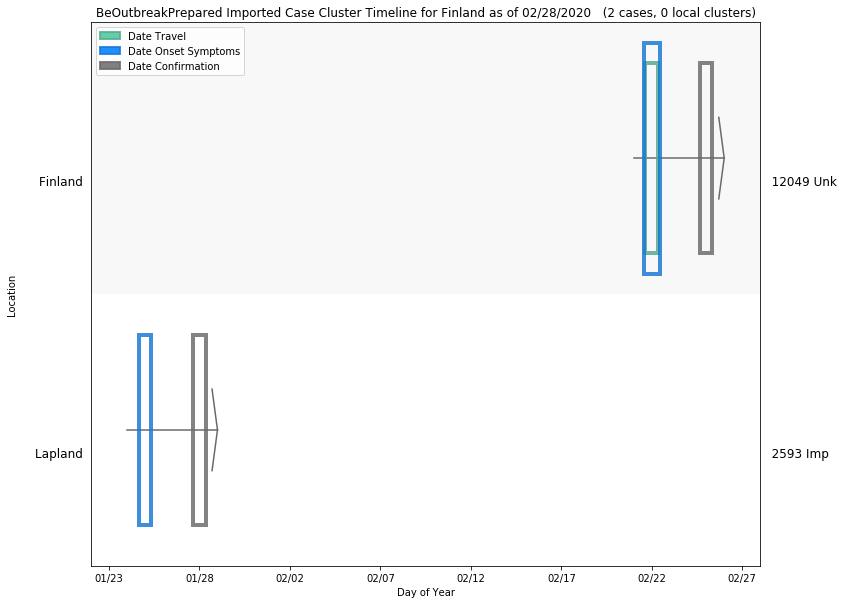 BeOutbreakPrepared Imported Case Cluster Timeline for Finland as of 02/28/2020   (2 cases, 0 local clusters)
Date Travel
Date Onset Symptoms
Date Confirmation
Finland
12049 Unk
Location
Lapland
2593 Imp
01/23 01/28 02/02 02/07 02/12 02/17 02/22 02/27
Day of Year